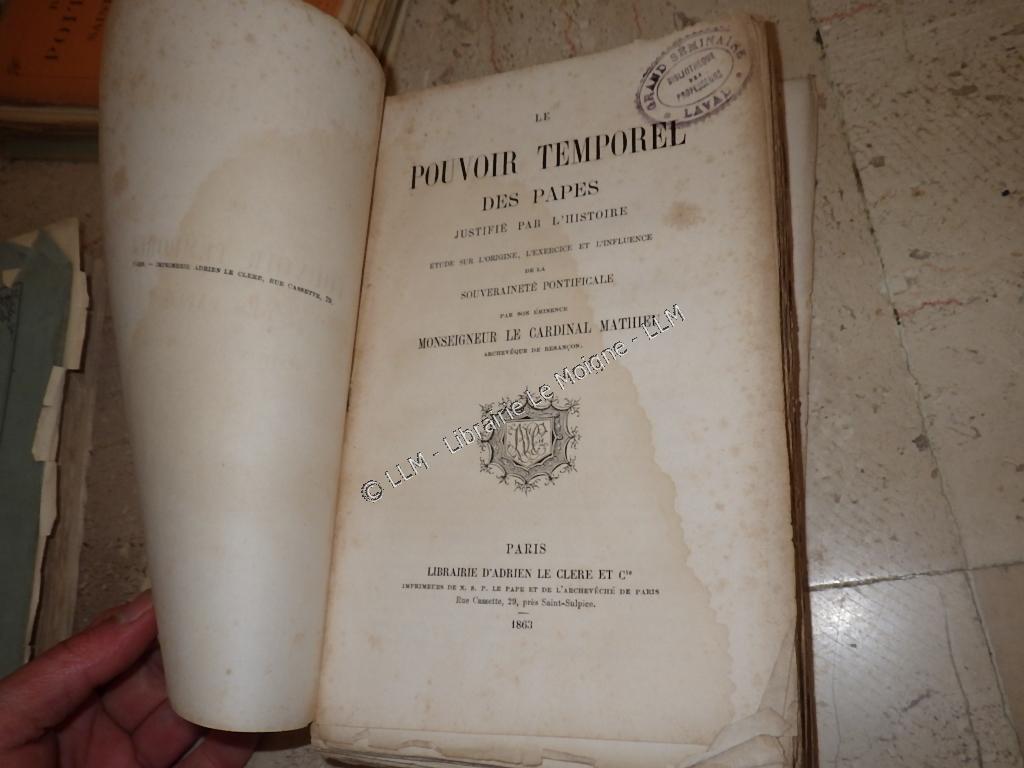 PARIS. — IMPRIMERIE ADRIEN LE CLERE, RUE CASSETTE, 29.
GRAND SÉMINAIRE
BIBLIOTHÈQUE
DES
PROFESSEURS
LAVAL
LE
POUVOIR TEMPOREL
DES PAPES
JUSTIFIÉ PAR L'HISTOIRE
ÉTUDE SUR L'ORIGINE, L'EXERCICE ET L'INFLUENCE
DE LA
SOUVERAINETÉ PONTIFICALE
PAR SON ÉMINENCE
MONSEIGNEUR LE CARDINAL MATHIEU
ARCHEVÊQUE DE BESANÇON.
© LLM - Librairie Le Moigne - LLM
PARIS
LIBRAIRIE D'ADRIEN LE CLERE ET Cie
IMPRIMEURS DE N. S. P. LE PAPE ET DE L'ARCHEVÊCHÉ DE PARIS
Rue Cassette, 29, près Saint-Sulpice.
1863